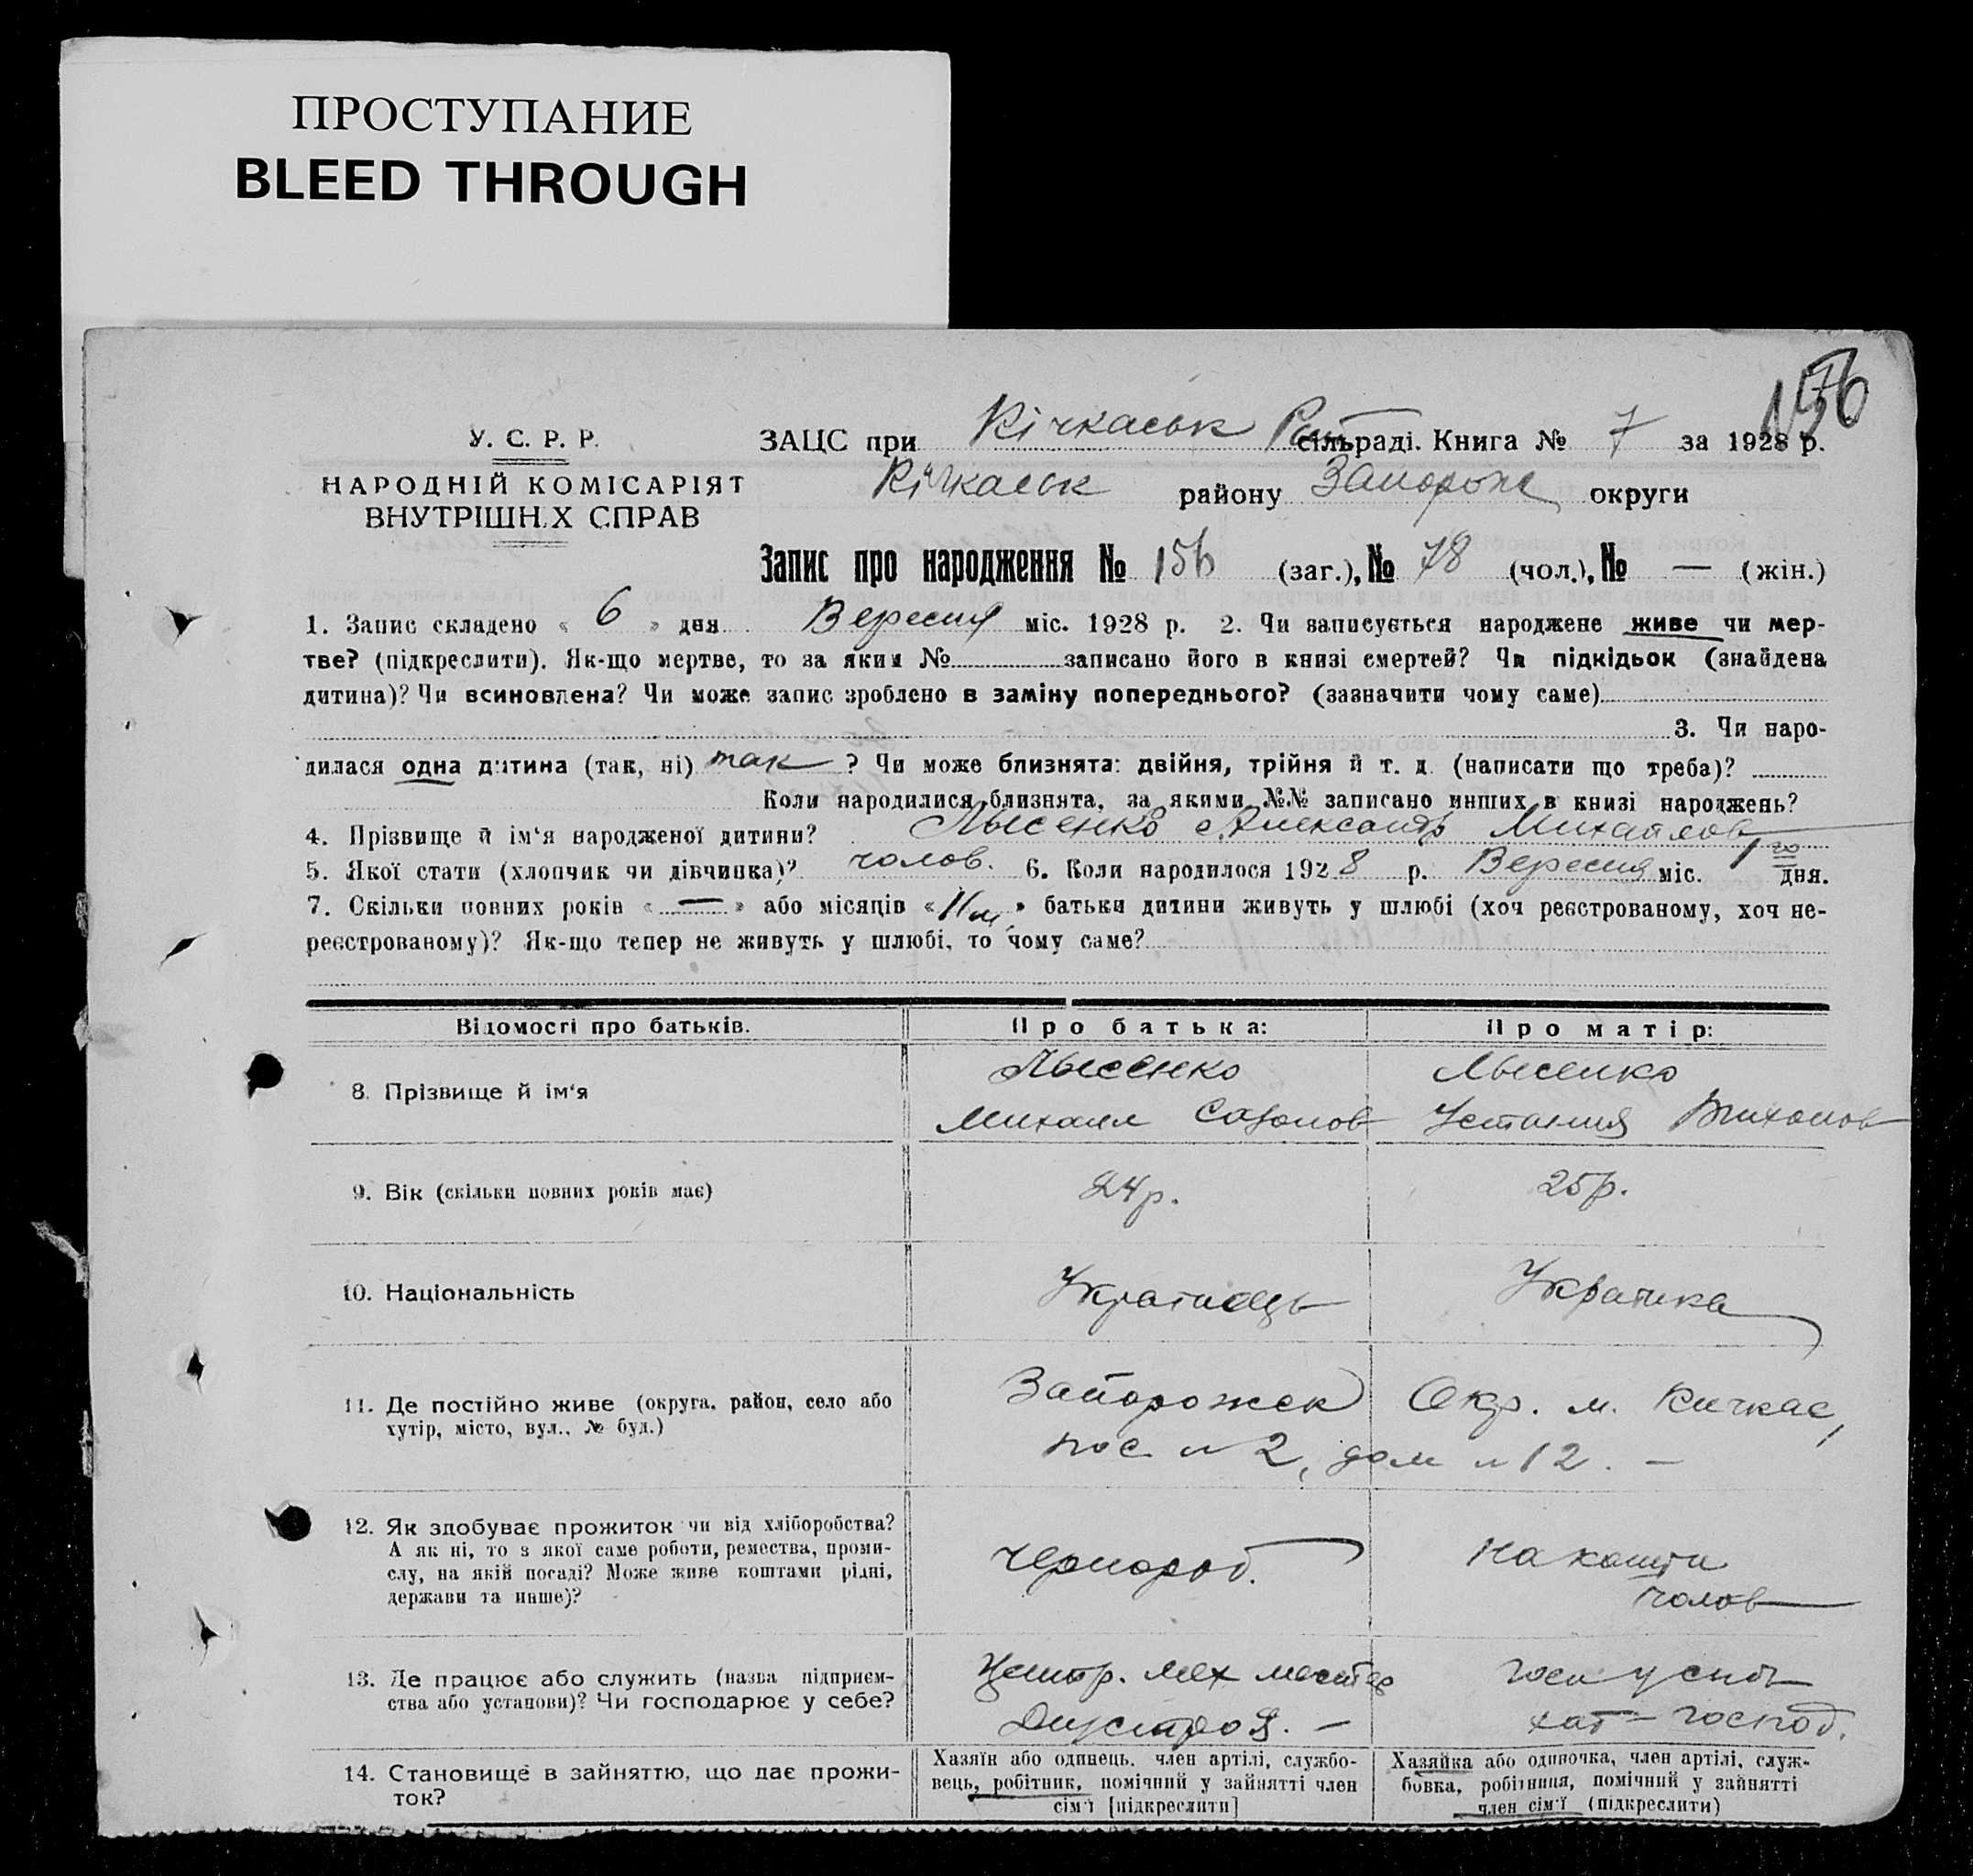 ПРОСТУПАНИЕ
BLEED THROUGH
156
У. С. Р. Р.
НАРОДНІЙ КОМІСАРІЯТ
ВНУТРІШНІХ СПРАВ
ЗАЦС при Кічкаськ сільраді. Книга № 7 за 1928 р.
Кічкаськ району Запорож округи
Запис про народження № 156 (заг.), № 78 (чол.), № — (жін.)
1. Запис складено « 6 » дня Вересня міс. 1928 р. 2. Чи записується народжене живе чи мер-
тве? (підкреслити). Як-що мертве, то за яким № записано його в книзі смертей? Чи підкідьок (знайдена
дитина)? Чи всиновлена? Чи може запис зроблено в заміну попереднього? (зазначити чому саме)
3. Чи наро-
дилася одна дитина (так, ні) так ? Чи може близнята: двійня, трійня й т. д. (написати що треба)?
Коли народилися близнята, за якими №№ записано инших в книзі народжень?
4. Прізвище й ім'я народженої дитини? Лысенко Александр Михайлов
5. Якої стати (хлопчик чи дівчинка)? чолов. 6. Коли народилося 1928 р. Вересня міс. 1го дня.
7. Скільки повних років « — » або місяців « 11 м » батьки дитини живуть у шлюбі (хоч реєстрованому, хоч не-
реєстрованому)? Як-що тепер не живуть у шлюбі, то чому саме?
Відомості про батьків. Про батька: Про матір:
8. Прізвище й ім'я
Лысенко Лысенко
Михаил Сазонов Устания Тихонов
9. Вік (скільки повних років має) 24 р. 25 р.
10. Національність Українець Українка
11. Де постійно живе (округа, район, село або
хутір, місто, вул., № буд.)
Запорожск Окр. м. Кичкас,
пос. № 2, дом № 12. —
12. Як здобуває прожиток чи від хліборобства?
А як ні, то з якої саме роботи, ремества, проми-
слу, на якій посаді? Може живе коштами рідні,
держави та инше)?
чернороб. На кошти
чолов
13. Де працює або служить (назва підприєм-
ства або установи)? Чи господарює у себе?
Центр. мех
Днустрой. — хат — господ.
14. Становище в зайняттю, що дає прожи-
ток?
Хазяїн або одинець, член артілі, службо-
вець, робітник, помічний у зайнятті член
сім'ї [підкреслити]
Хазяйка або одиночка, член артілі, служ-
бовка, робітниця, помічний у зайнятті
член сім'ї (підкреслити)